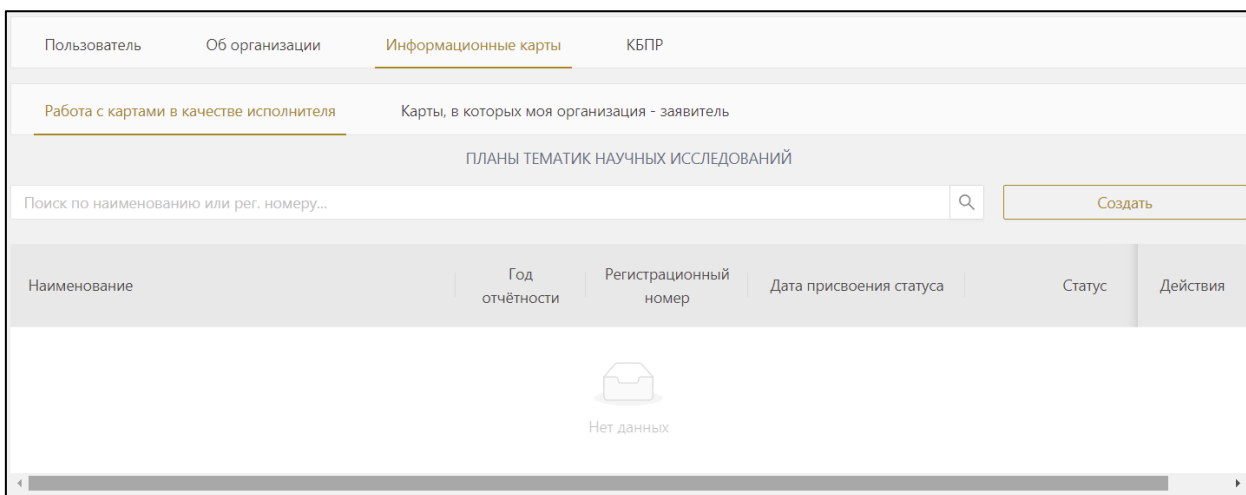 Пользователь Об организации Информационные карты КБПР
Работа с картами в качестве исполнителя Карты, в которых моя организация - заявитель
ПЛАНЫ ТЕМАТИК НАУЧНЫХ ИССЛЕДОВАНИЙ
Поиск по наименованию или рег. номеру... Создать
Наименование
Год
отчётности
Регистрационный
номер
Дата присвоения статуса
Статус
Действия
Нет данных